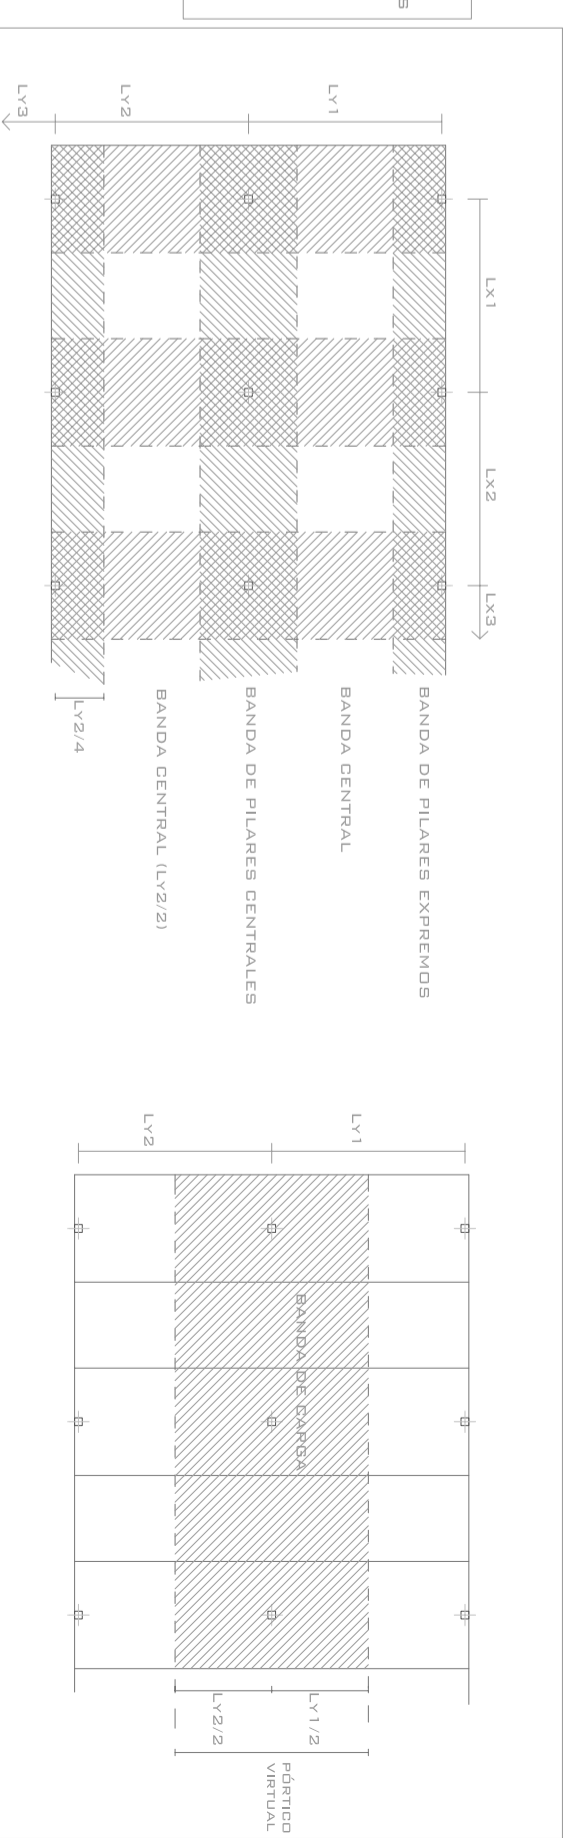 S
LY3
LY2
LY1
LX1
LX2
LX3
BANDA DE PILARES EXPREMOS
BANDA CENTRAL
BANDA DE PILARES CENTRALES
BANDA CENTRAL (LY2/2)
LY2/4
LY2
LY1
BANDA DE CARGA
LY1/2
LY2/2
PÓRTICO
VIRTUAL